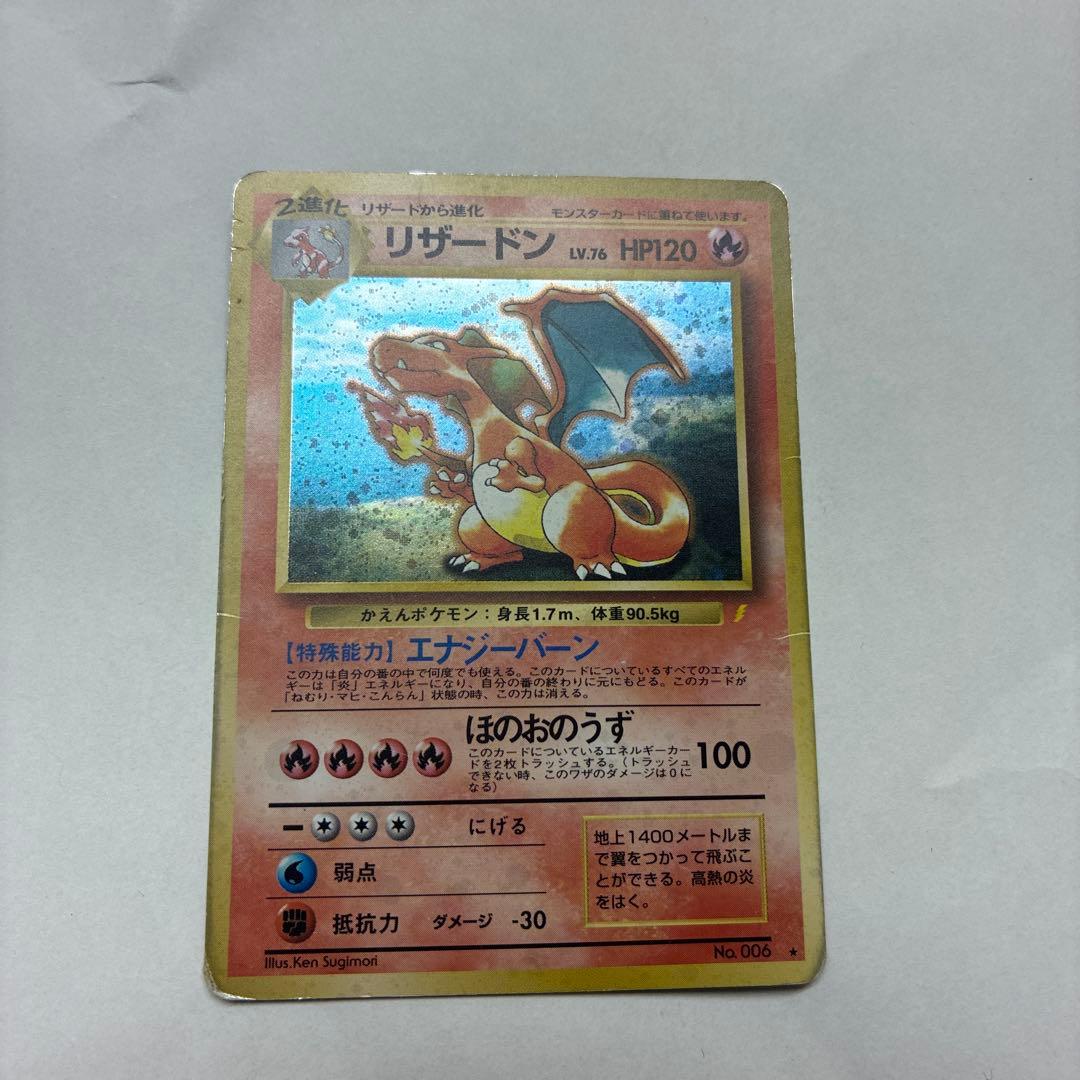 2進化 リザードから進化 モンスターカードに重ねて使います。
リザードン LV.76 HP120
かえんポケモン：身長1.7m、体重90.5kg
【特殊能力】エナジーバーン
この力は自分の番の中で何度でも使える。このカードについているすべてのエネル
ギーは「炎」エネルギーになり、自分の番の終わりに元にもどる。このカードが
「ねむり・マヒ・こんらん」状態の時、この力は消える。
ほのおのうず
このカードについているエネルギーカー
ドを2枚トラッシュする。（トラッシュ
できない時、このワザのダメージは0に
なる）
100
にげる
弱点
抵抗力 ダメージ -30
地上1400メートルま
で翼をつかって飛ぶこ
とができる。高熱の炎
をはく。
Illus.Ken Sugimori
No. 006 ★